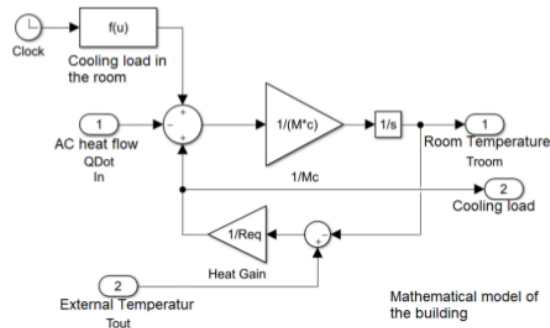 f(u)
Clock
Cooling load in
the room
+
-
+
1
AC heat flow
QDot
In
1/(M*c)
1/Mc
1/s
1
Room Temperature
Troom
2
Cooling load
1/Req
Heat Gain
-
+
2
External Temperatur
Tout
Mathematical model of
the building